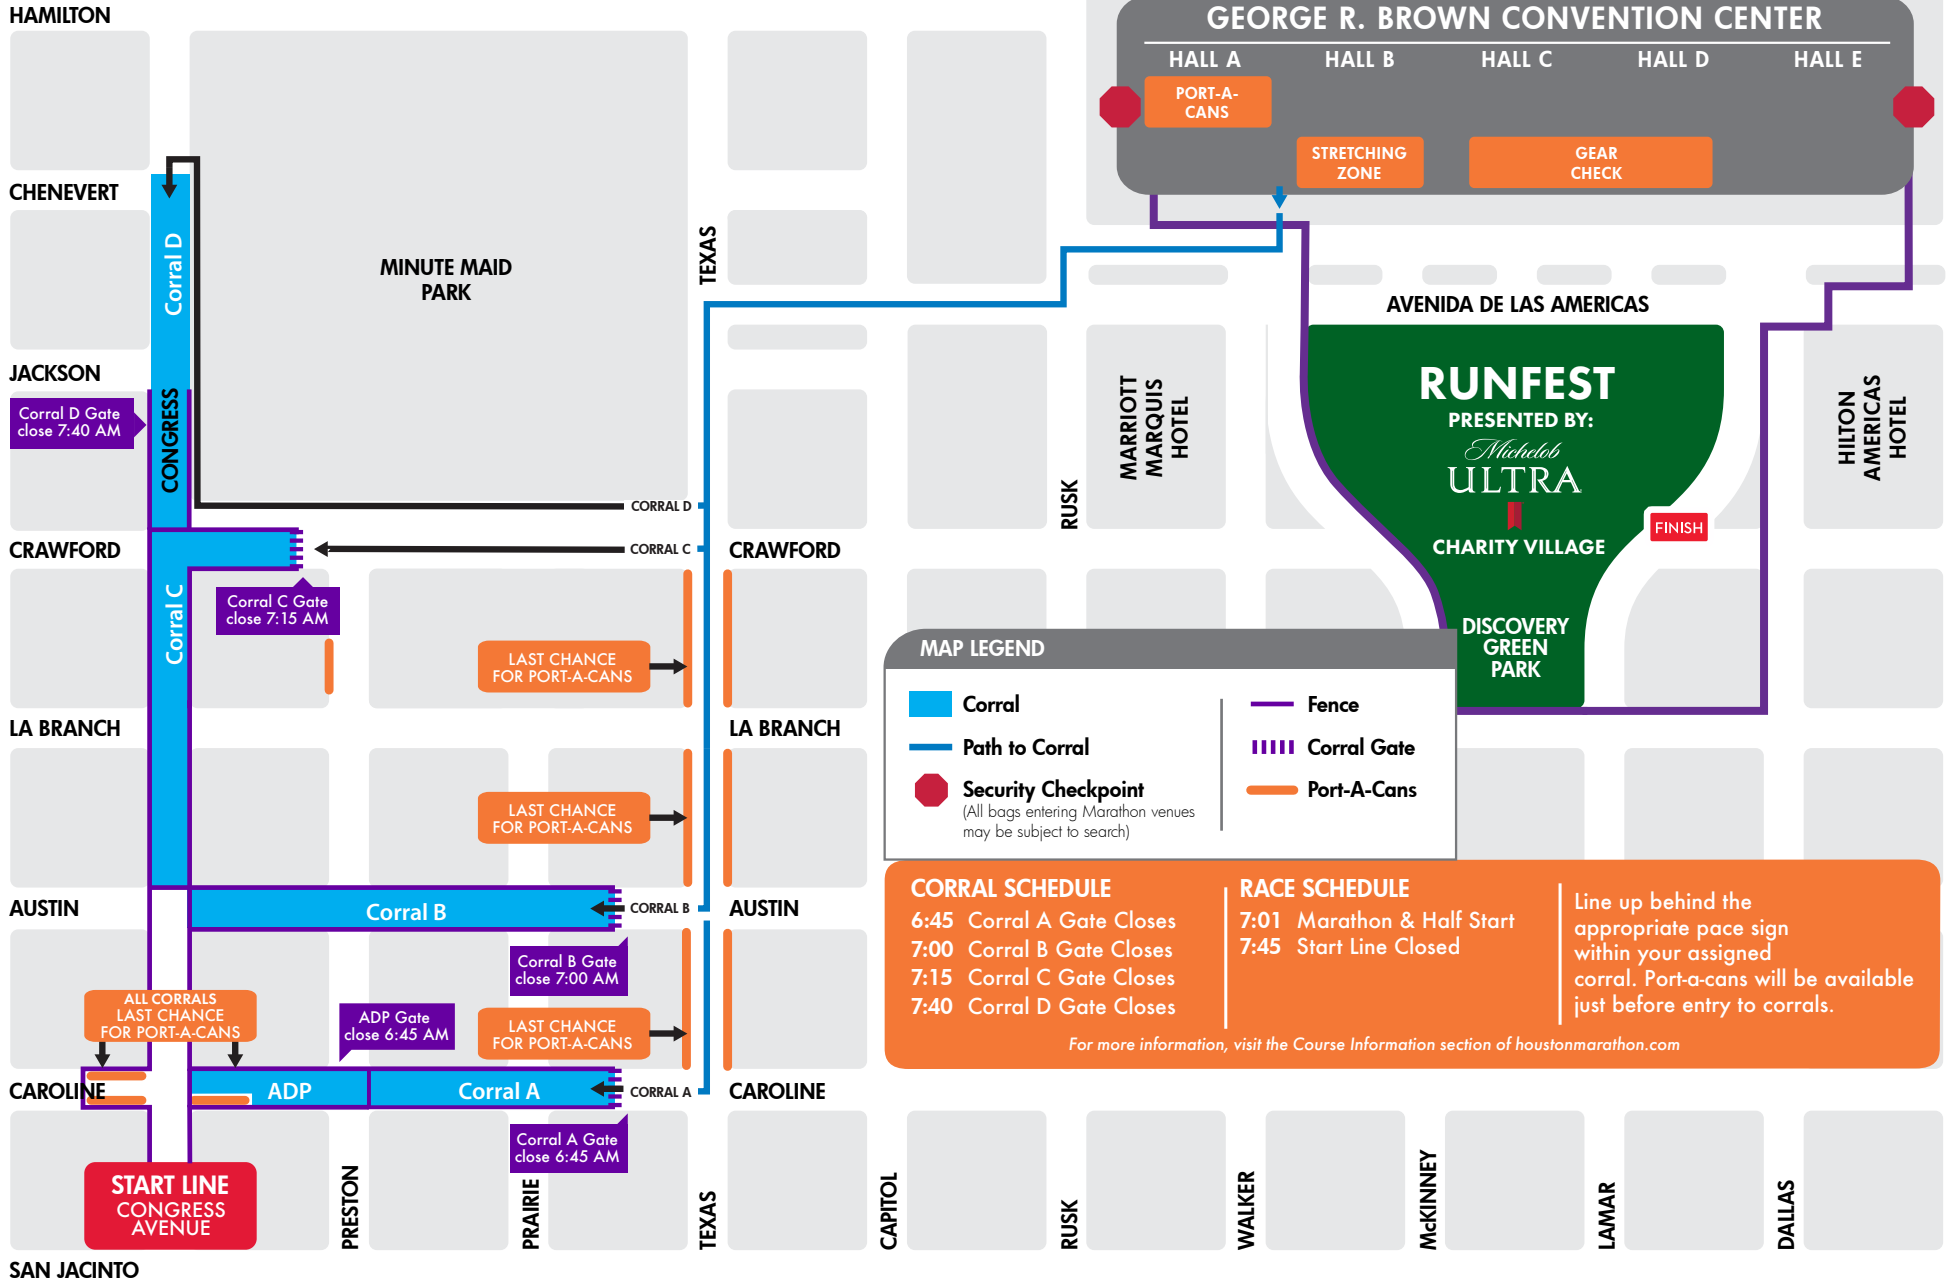 HAMILTON
GEORGE R. BROWN CONVENTION CENTER
HALL A
HALL B
HALL C
HALL D
HALL E
PORT-A-
CANS
STRETCHING
ZONE
GEAR
CHECK
CHENEVERT
Corral D
MINUTE MAID
PARK
TEXAS
AVENIDA DE LAS AMERICAS
JACKSON
Corral D Gate
close 7:40 AM
CONGRESS
RUNFEST
PRESENTED BY:
Michelob
ULTRA
CHARITY VILLAGE
DISCOVERY
GREEN
PARK
MARRIOTT
MARQUIS
HOTEL
HILTON
AMERICAS
HOTEL
RUSK
FINISH
CORRAL D
CRAWFORD
CORRAL C
CRAWFORD
Corral C
Corral C Gate
close 7:15 AM
LAST CHANCE
FOR PORT-A-CANS
LA BRANCH
LA BRANCH
LAST CHANCE
FOR PORT-A-CANS
MAP LEGEND
Corral
Path to Corral
Security Checkpoint
(All bags entering Marathon venues
may be subject to search)
Fence
Corral Gate
Port-A-Cans
AUSTIN
Corral B
CORRAL B
AUSTIN
Corral B Gate
close 7:00 AM
CORRAL SCHEDULE
6:45 Corral A Gate Closes
7:00 Corral B Gate Closes
7:15 Corral C Gate Closes
7:40 Corral D Gate Closes
RACE SCHEDULE
7:01 Marathon & Half Start
7:45 Start Line Closed
Line up behind the
appropriate pace sign
within your assigned
corral. Port-a-cans will be available
just before entry to corrals.
For more information, visit the Course Information section of houstonmarathon.com
ALL CORRALS
LAST CHANCE
FOR PORT-A-CANS
ADP Gate
close 6:45 AM
LAST CHANCE
FOR PORT-A-CANS
CAROLINE
ADP
Corral A
CORRAL A
CAROLINE
Corral A Gate
close 6:45 AM
START LINE
CONGRESS
AVENUE
PRESTON
PRAIRIE
TEXAS
CAPITOL
RUSK
WALKER
McKINNEY
LAMAR
DALLAS
SAN JACINTO